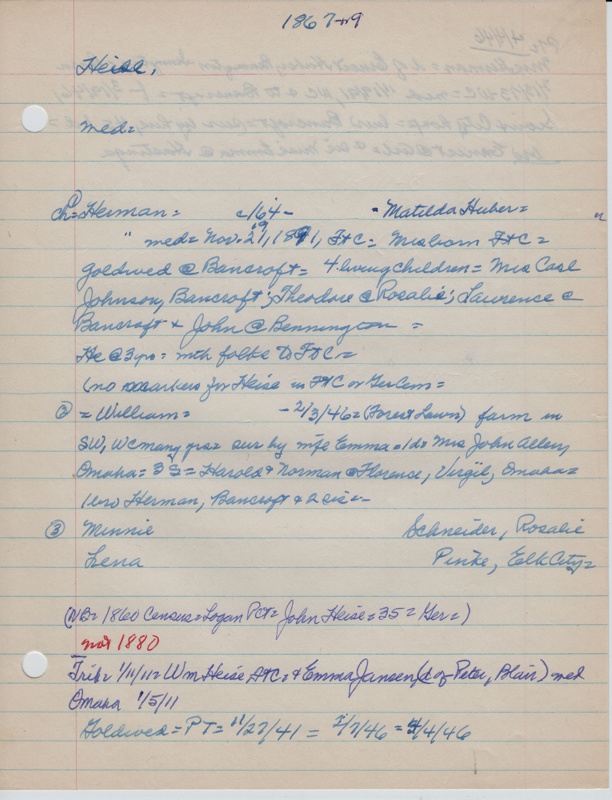 1867
Heise,
med=
ch= ① Herman= c/64- - Matilda Huber=
" med= Nov. 1891, FtC= Mrs born FtC=
goldwed @ Bancroft= 4 living children= Mrs Carl
Johnson, Bancroft; Theodore @ Rosalie; Lawrence @
Bancroft & John @ Bennington =
He @ 3 yrs= with folks to FtC=
(no markers for Heise in FtC or GerCem=
② = William= -2/3/46= (Forest Lawn) farm in
SW, WC many yrs= sur by wife Emma= 1d= Mrs John Allen,
Omaha= 3 S= Harold & Norman @ Florence, Virgil, Omaha=
1 bro Herman, Bancroft & 2 sis=
③ Minnie Schneider, Rosalie
Lena Pinke, Elk City=
(NB= 1860 Census= Logan Pct= John Heise= 35= Ger=)
not 1880
Trib= 1/11/11= Wm Heise FtC= & Emma Jansen (d of Peter, Blair) med
Omaha 1/5/11
Goldwed= PT= 11/27/41 = 2/7/46 = 4/4/46